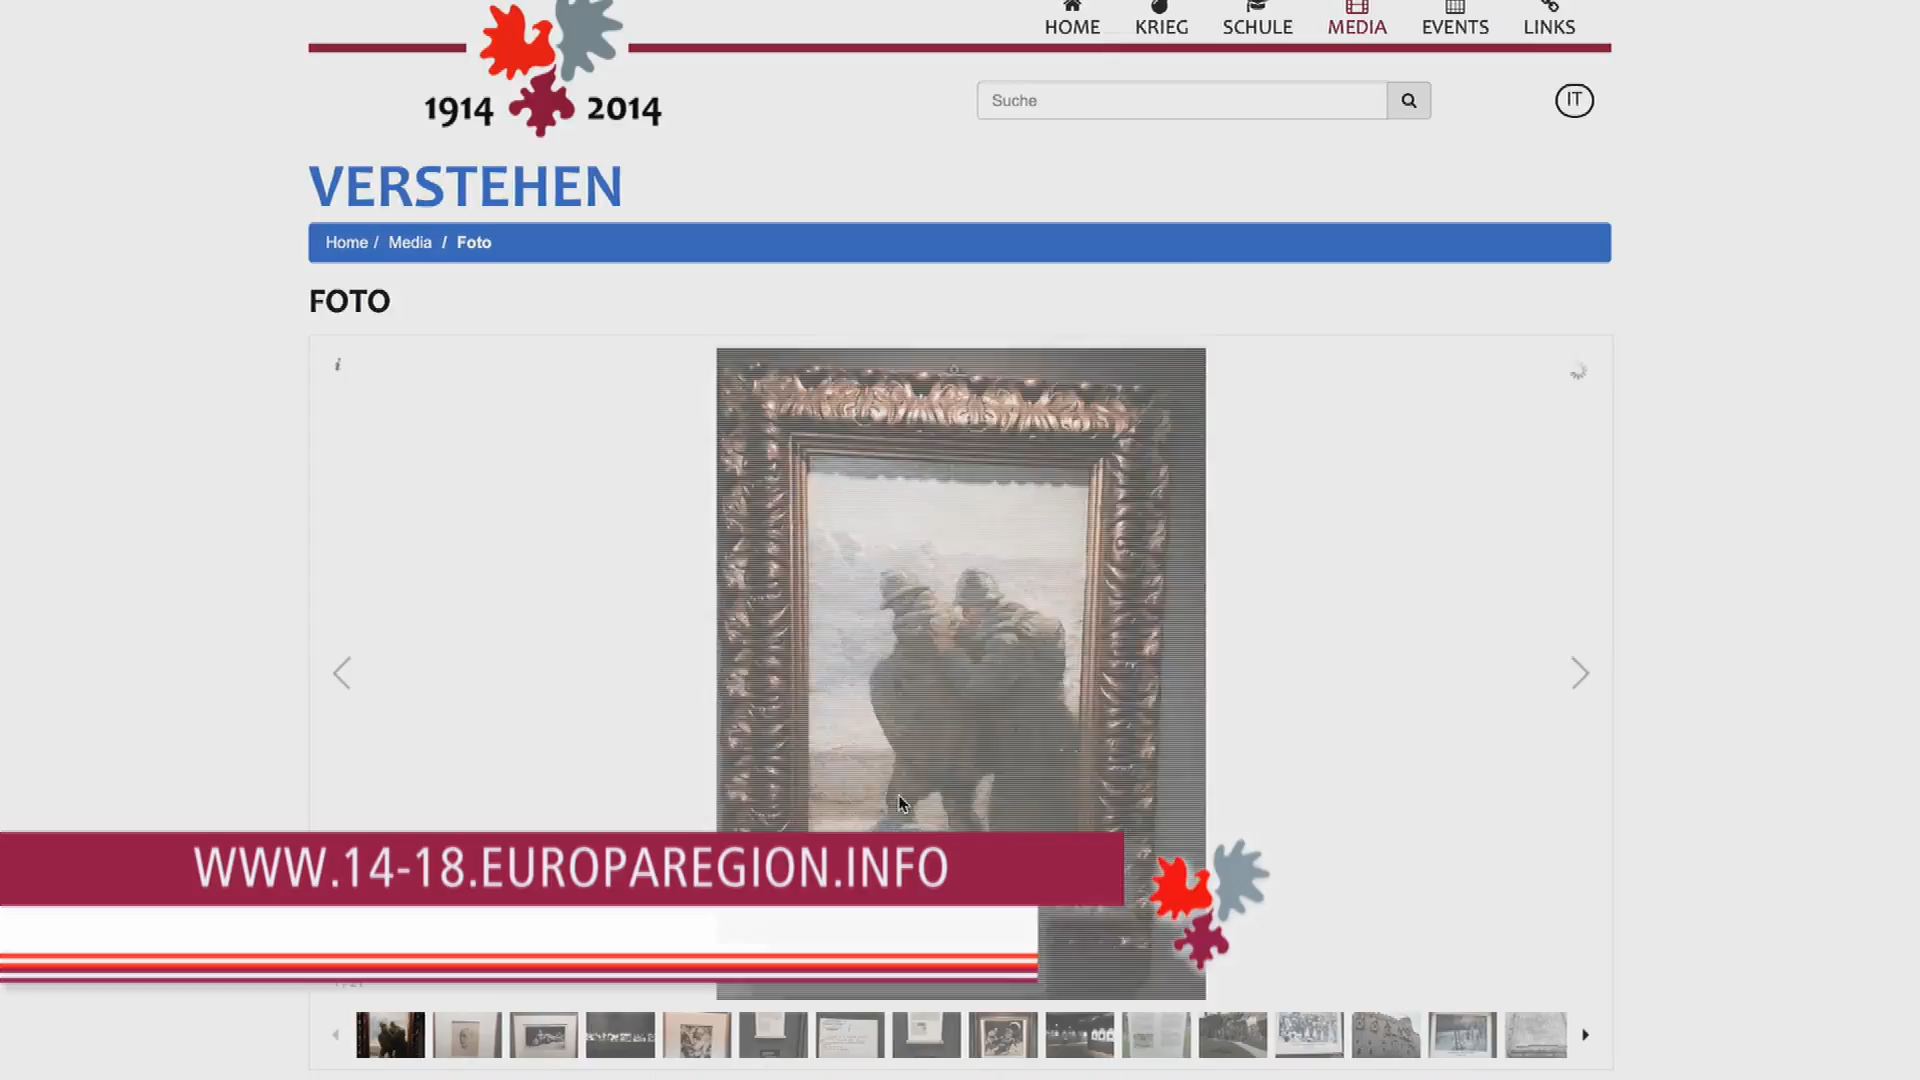 HOME KRIEG SCHULE MEDIA EVENTS LINKS
1914 2014
Suche
IT
VERSTEHEN
Home / Media / Foto
FOTO
i
WWW.14-18.EUROPAREGION.INFO